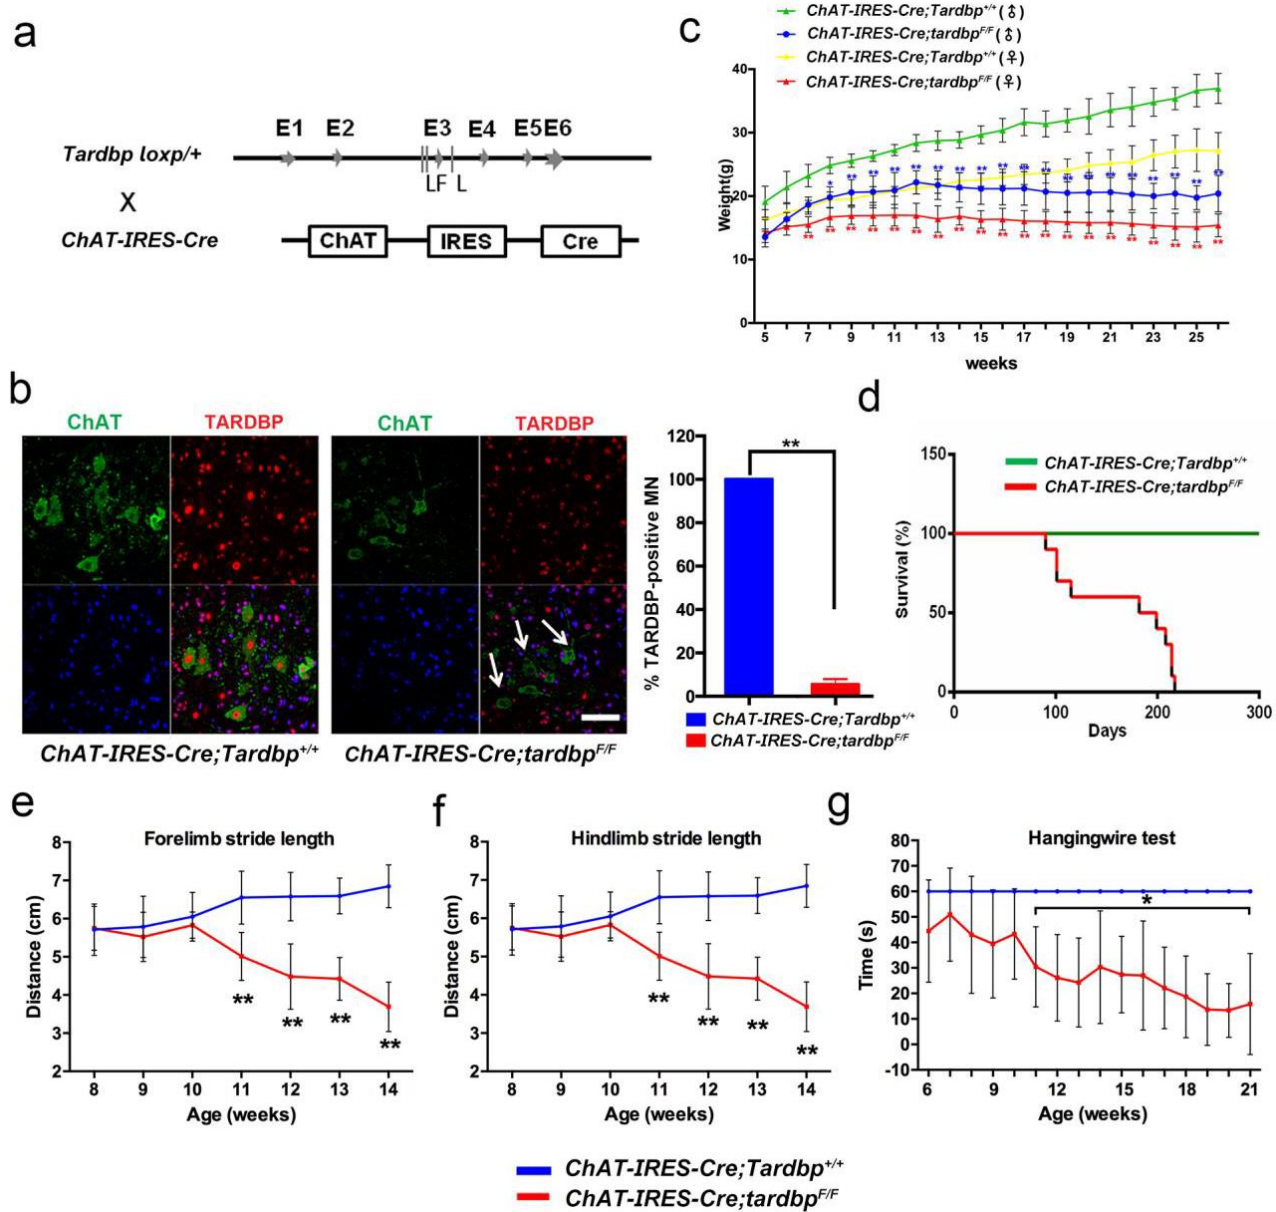 a
E1 E2 E3 E4 E5 E6
Tardbp loxp/+
LF L
X
ChAT-IRES-Cre
ChAT IRES Cre
c
ChAT-IRES-Cre;Tardbp+/+ (♂)
ChAT-IRES-Cre;tardbpF/F (♂)
ChAT-IRES-Cre;Tardbp+/+ (♀)
ChAT-IRES-Cre;tardbpF/F (♀)
40
30
20
10
0
Weight(g)
* ** ** ** ** ** ** ** ** ** ** ** ** ** ** ** ** ** **
** ** ** ** ** ** ** ** ** ** ** ** ** ** ** ** ** ** ** **
5 7 9 11 13 15 17 19 21 23 25
weeks
b
ChAT TARDBP ChAT TARDBP
ChAT-IRES-Cre;Tardbp+/+ ChAT-IRES-Cre;tardbpF/F
120
100
80
60
40
20
0
% TARDBP-positive MN
**
ChAT-IRES-Cre;Tardbp+/+
ChAT-IRES-Cre;tardbpF/F
d
150
100
50
0
Survival (%)
ChAT-IRES-Cre;Tardbp+/+
ChAT-IRES-Cre;tardbpF/F
0 100 200 300
Days
e
Forelimb stride length
8
7
6
5
4
3
2
Distance (cm)
** ** ** **
8 9 10 11 12 13 14
Age (weeks)
f
Hindlimb stride length
8
7
6
5
4
3
2
Distance (cm)
** ** ** **
8 9 10 11 12 13 14
Age (weeks)
g
Hangingwire test
80
70
60
50
40
30
20
10
0
-10
Time (s)
*
6 9 12 15 18 21
Age (weeks)
ChAT-IRES-Cre;Tardbp+/+
ChAT-IRES-Cre;tardbpF/F